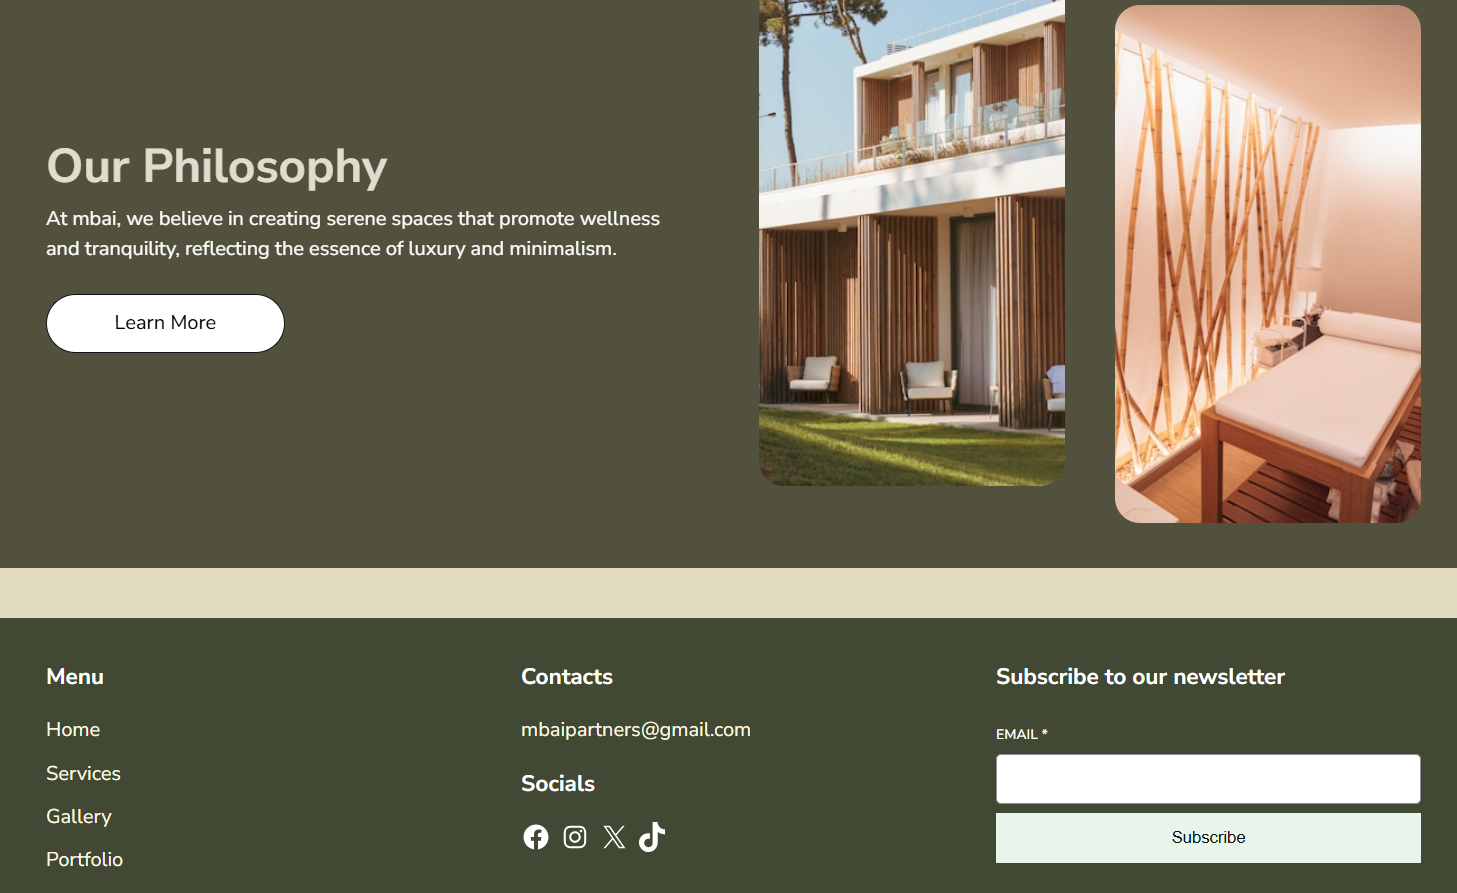 Our Philosophy
At mbai, we believe in creating serene spaces that promote wellness
and tranquility, reflecting the essence of luxury and minimalism.
Learn More
Menu
Home
Services
Gallery
Portfolio
Contacts
mbaipartners@gmail.com
Socials
Subscribe to our newsletter
EMAIL *
Subscribe